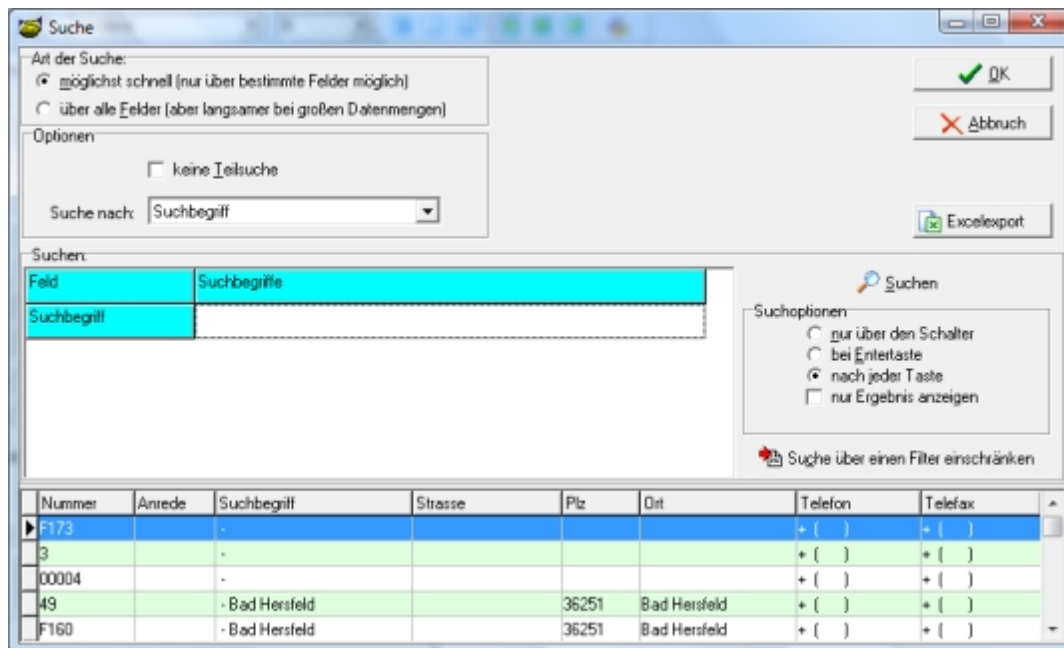 Suche
Art der Suche:
möglichst schnell (nur über bestimmte Felder möglich)
über alle Felder (aber langsamer bei großen Datenmengen)
OK
Abbruch
Optionen
keine Teilsuche
Suche nach: Suchbegriff
Excelexport
Suchen:
Feld Suchbegriffe
Suchbegriff
Suchen
Suchoptionen
nur über den Schalter
bei Entertaste
nach jeder Taste
nur Ergebnis anzeigen
Suche über einen Filter einschränken
Nummer Anrede Suchbegriff Strasse Plz Ort Telefon Telefax
F173 - + ( ) + ( )
3 - + ( ) + ( )
00004 - + ( ) + ( )
49 - Bad Hersfeld 36251 Bad Hersfeld + ( ) + ( )
F160 - Bad Hersfeld 36251 Bad Hersfeld + ( ) + ( )